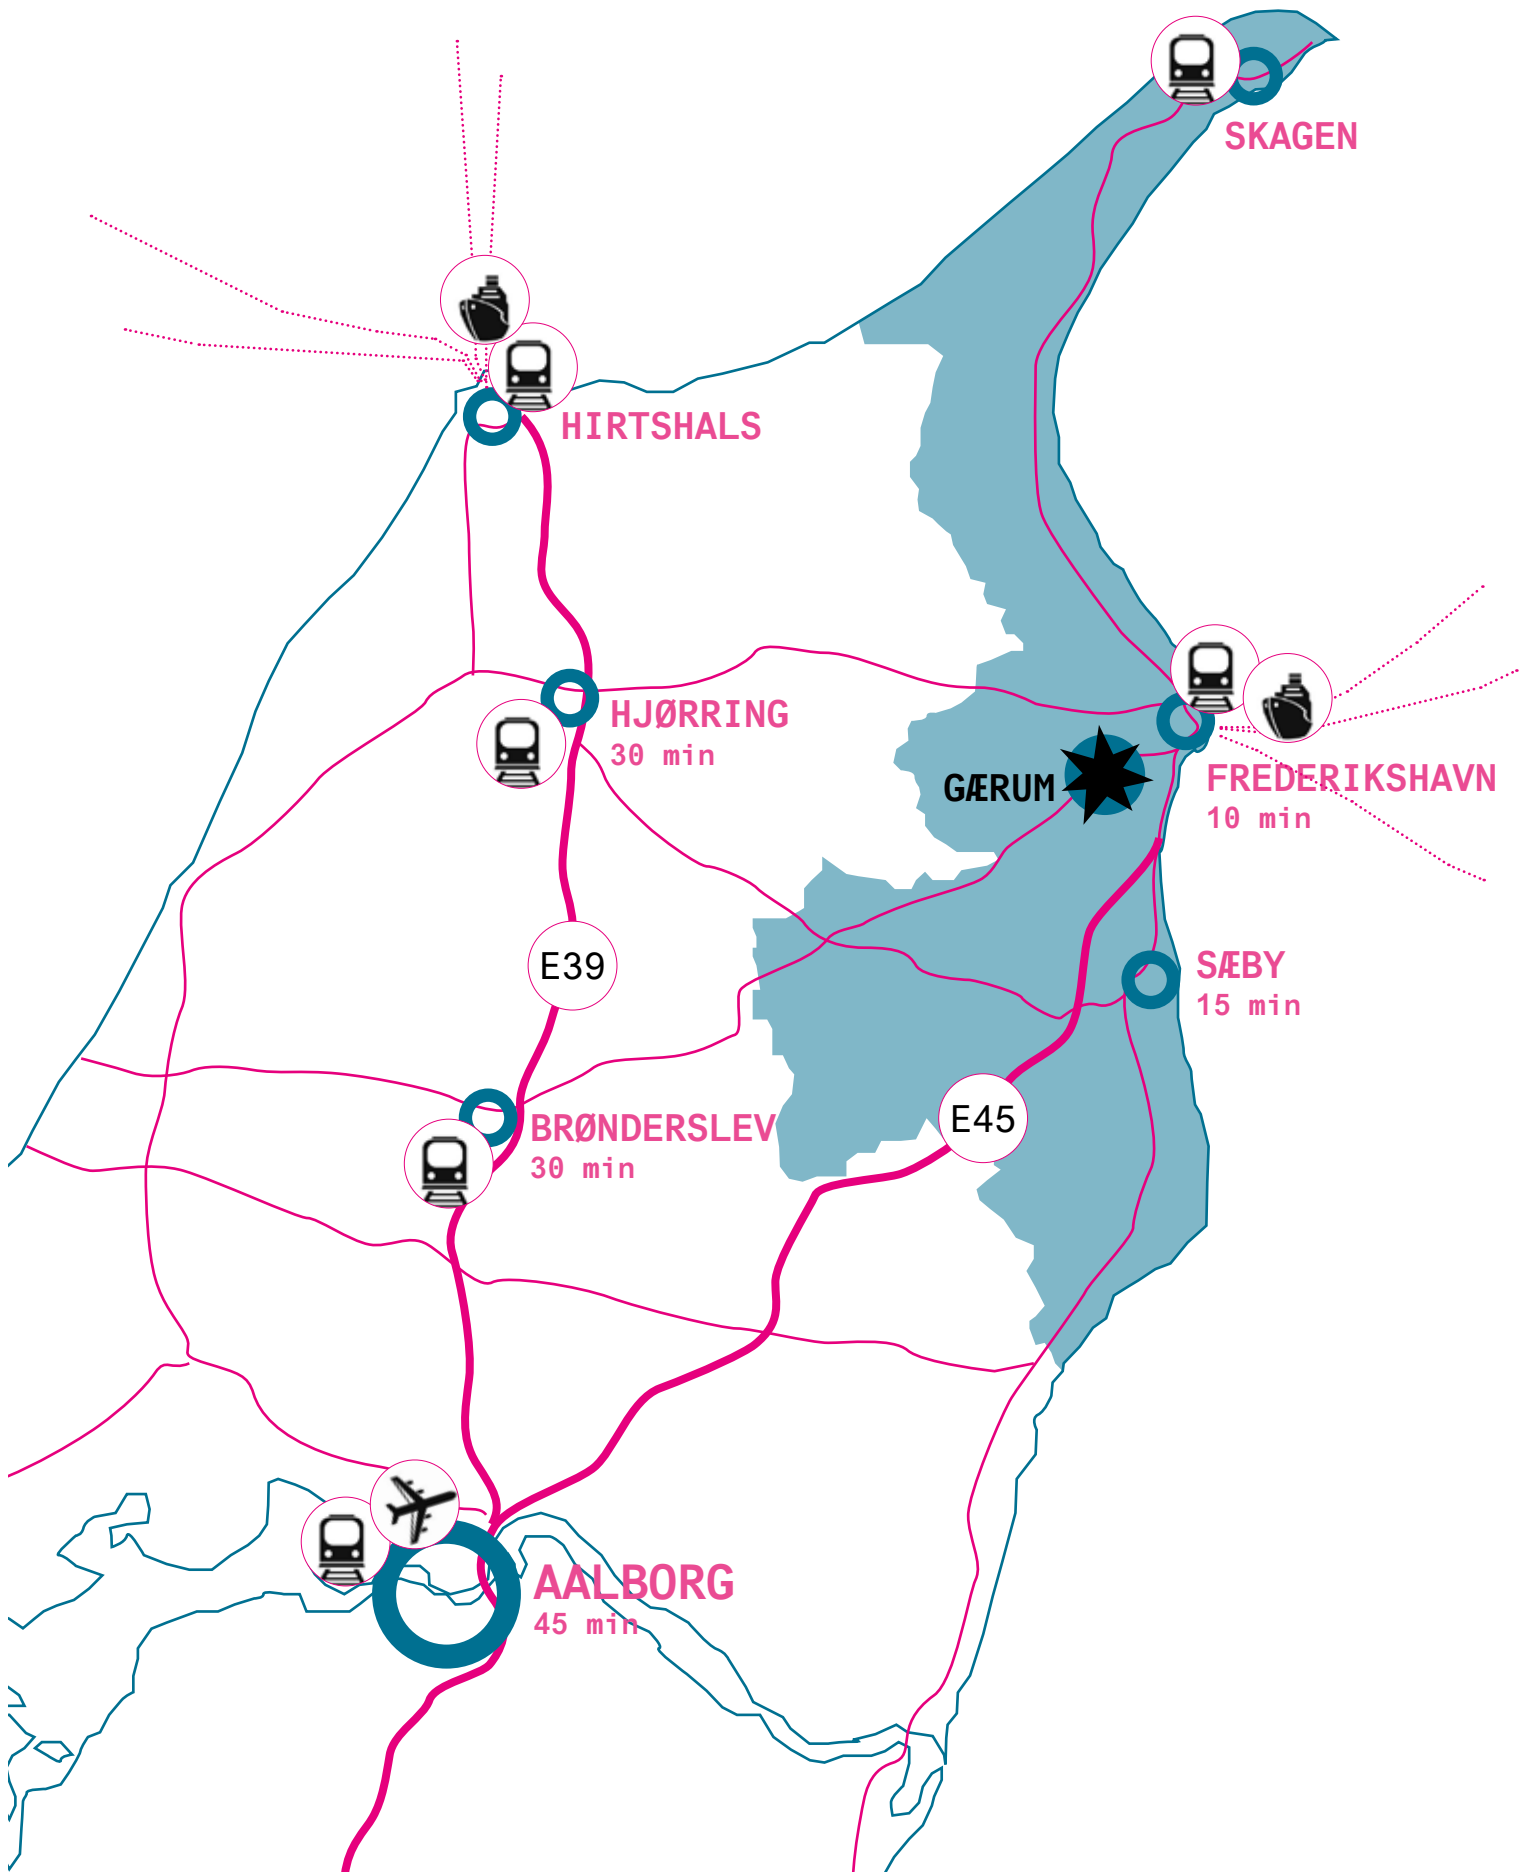 SKAGEN
HIRTSHALS
HJØRRING
30 min
GÆRUM
FREDERIKSHAVN
10 min
E39
SÆBY
15 min
E45
BRØNDERSLEV
30 min
AALBORG
45 min